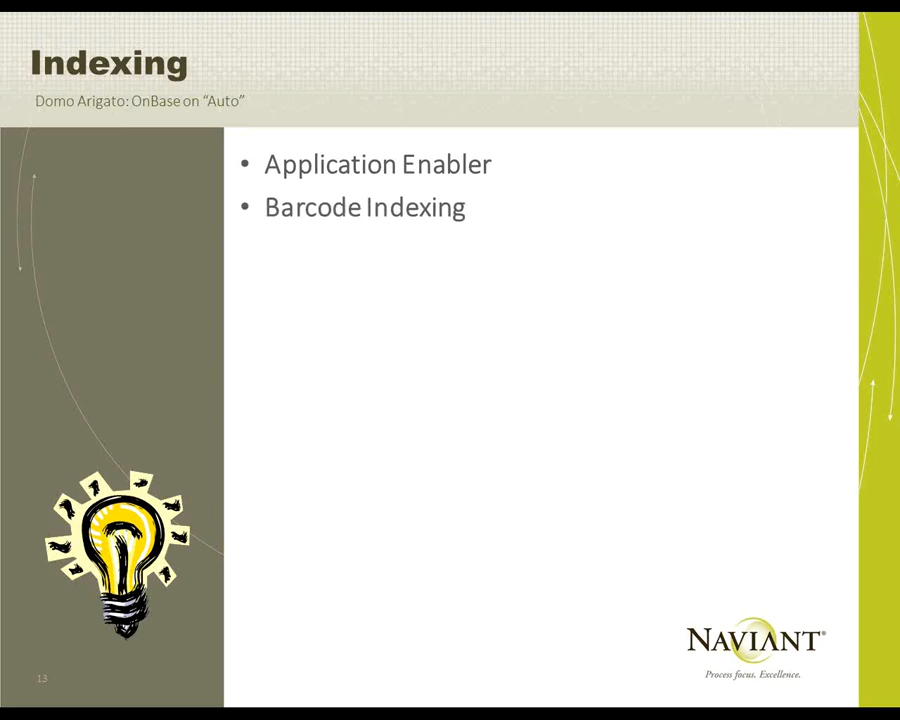 Indexing
Domo Arigato: OnBase on “Auto”
• Application Enabler
• Barcode Indexing
NAVIANT®
Process focus. Excellence.
13